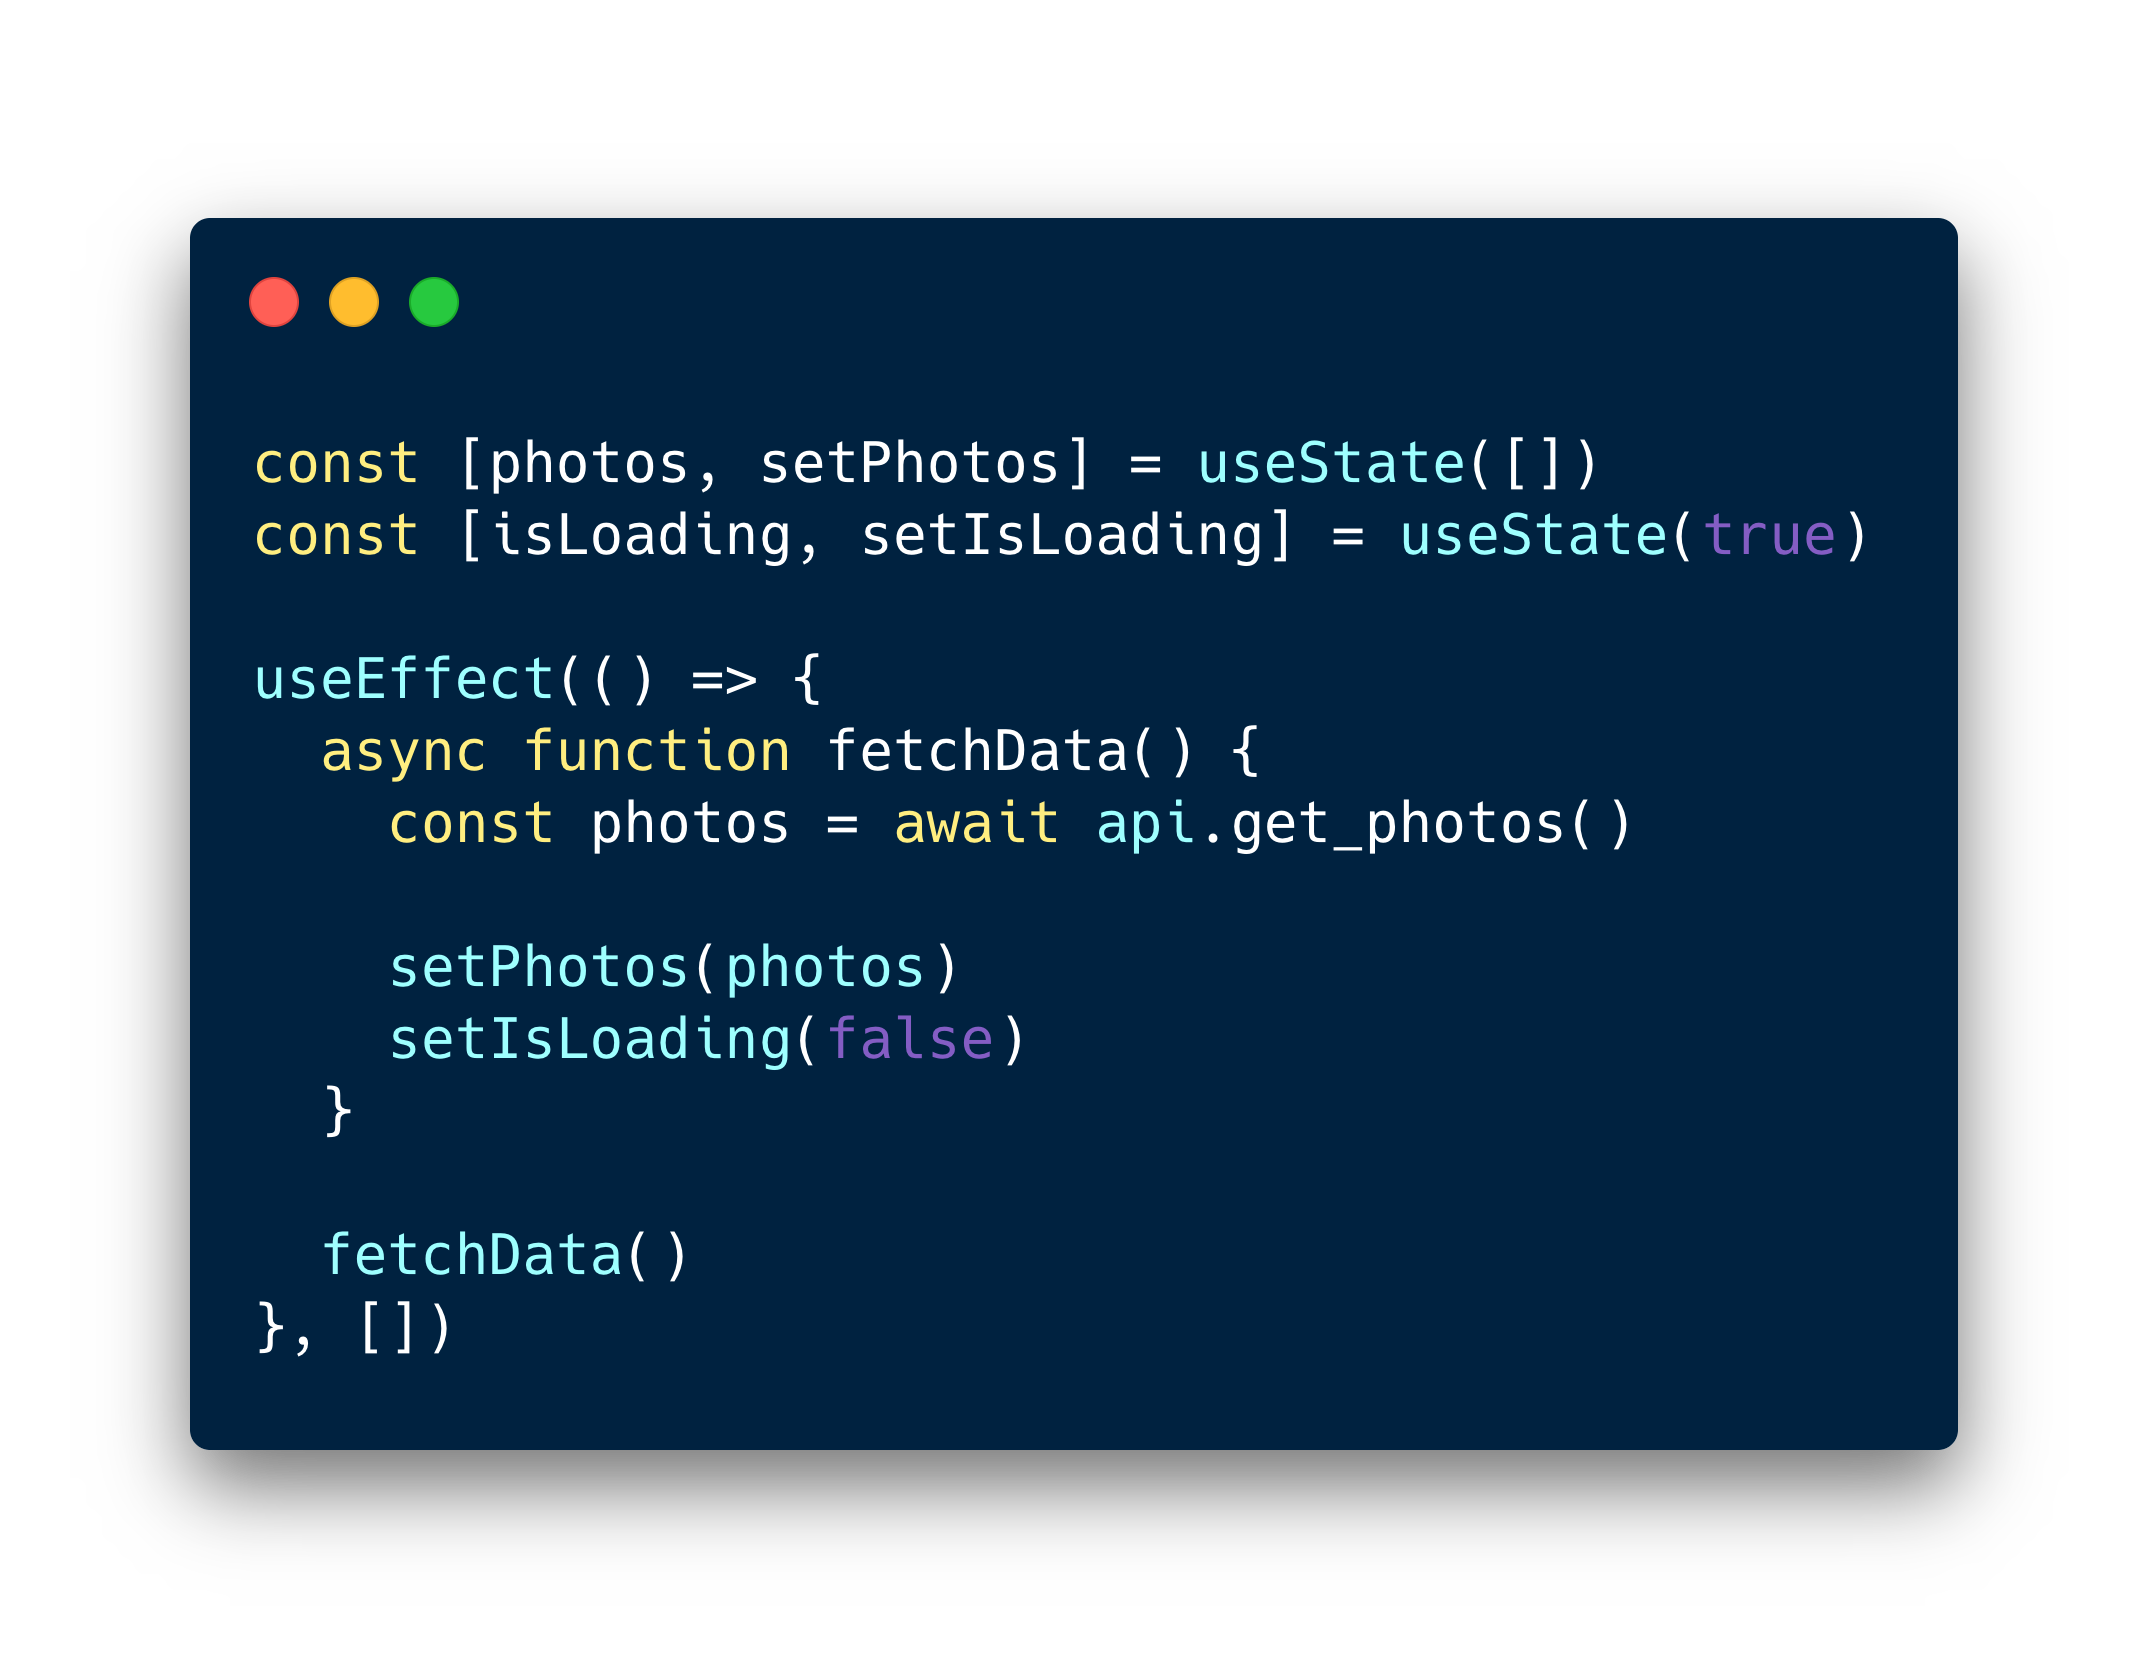 const [photos, setPhotos] = useState([])
const [isLoading, setIsLoading] = useState(true)

useEffect(() => {
  async function fetchData() {
    const photos = await api.get_photos()

    setPhotos(photos)
    setIsLoading(false)
  }

  fetchData()
}, [])